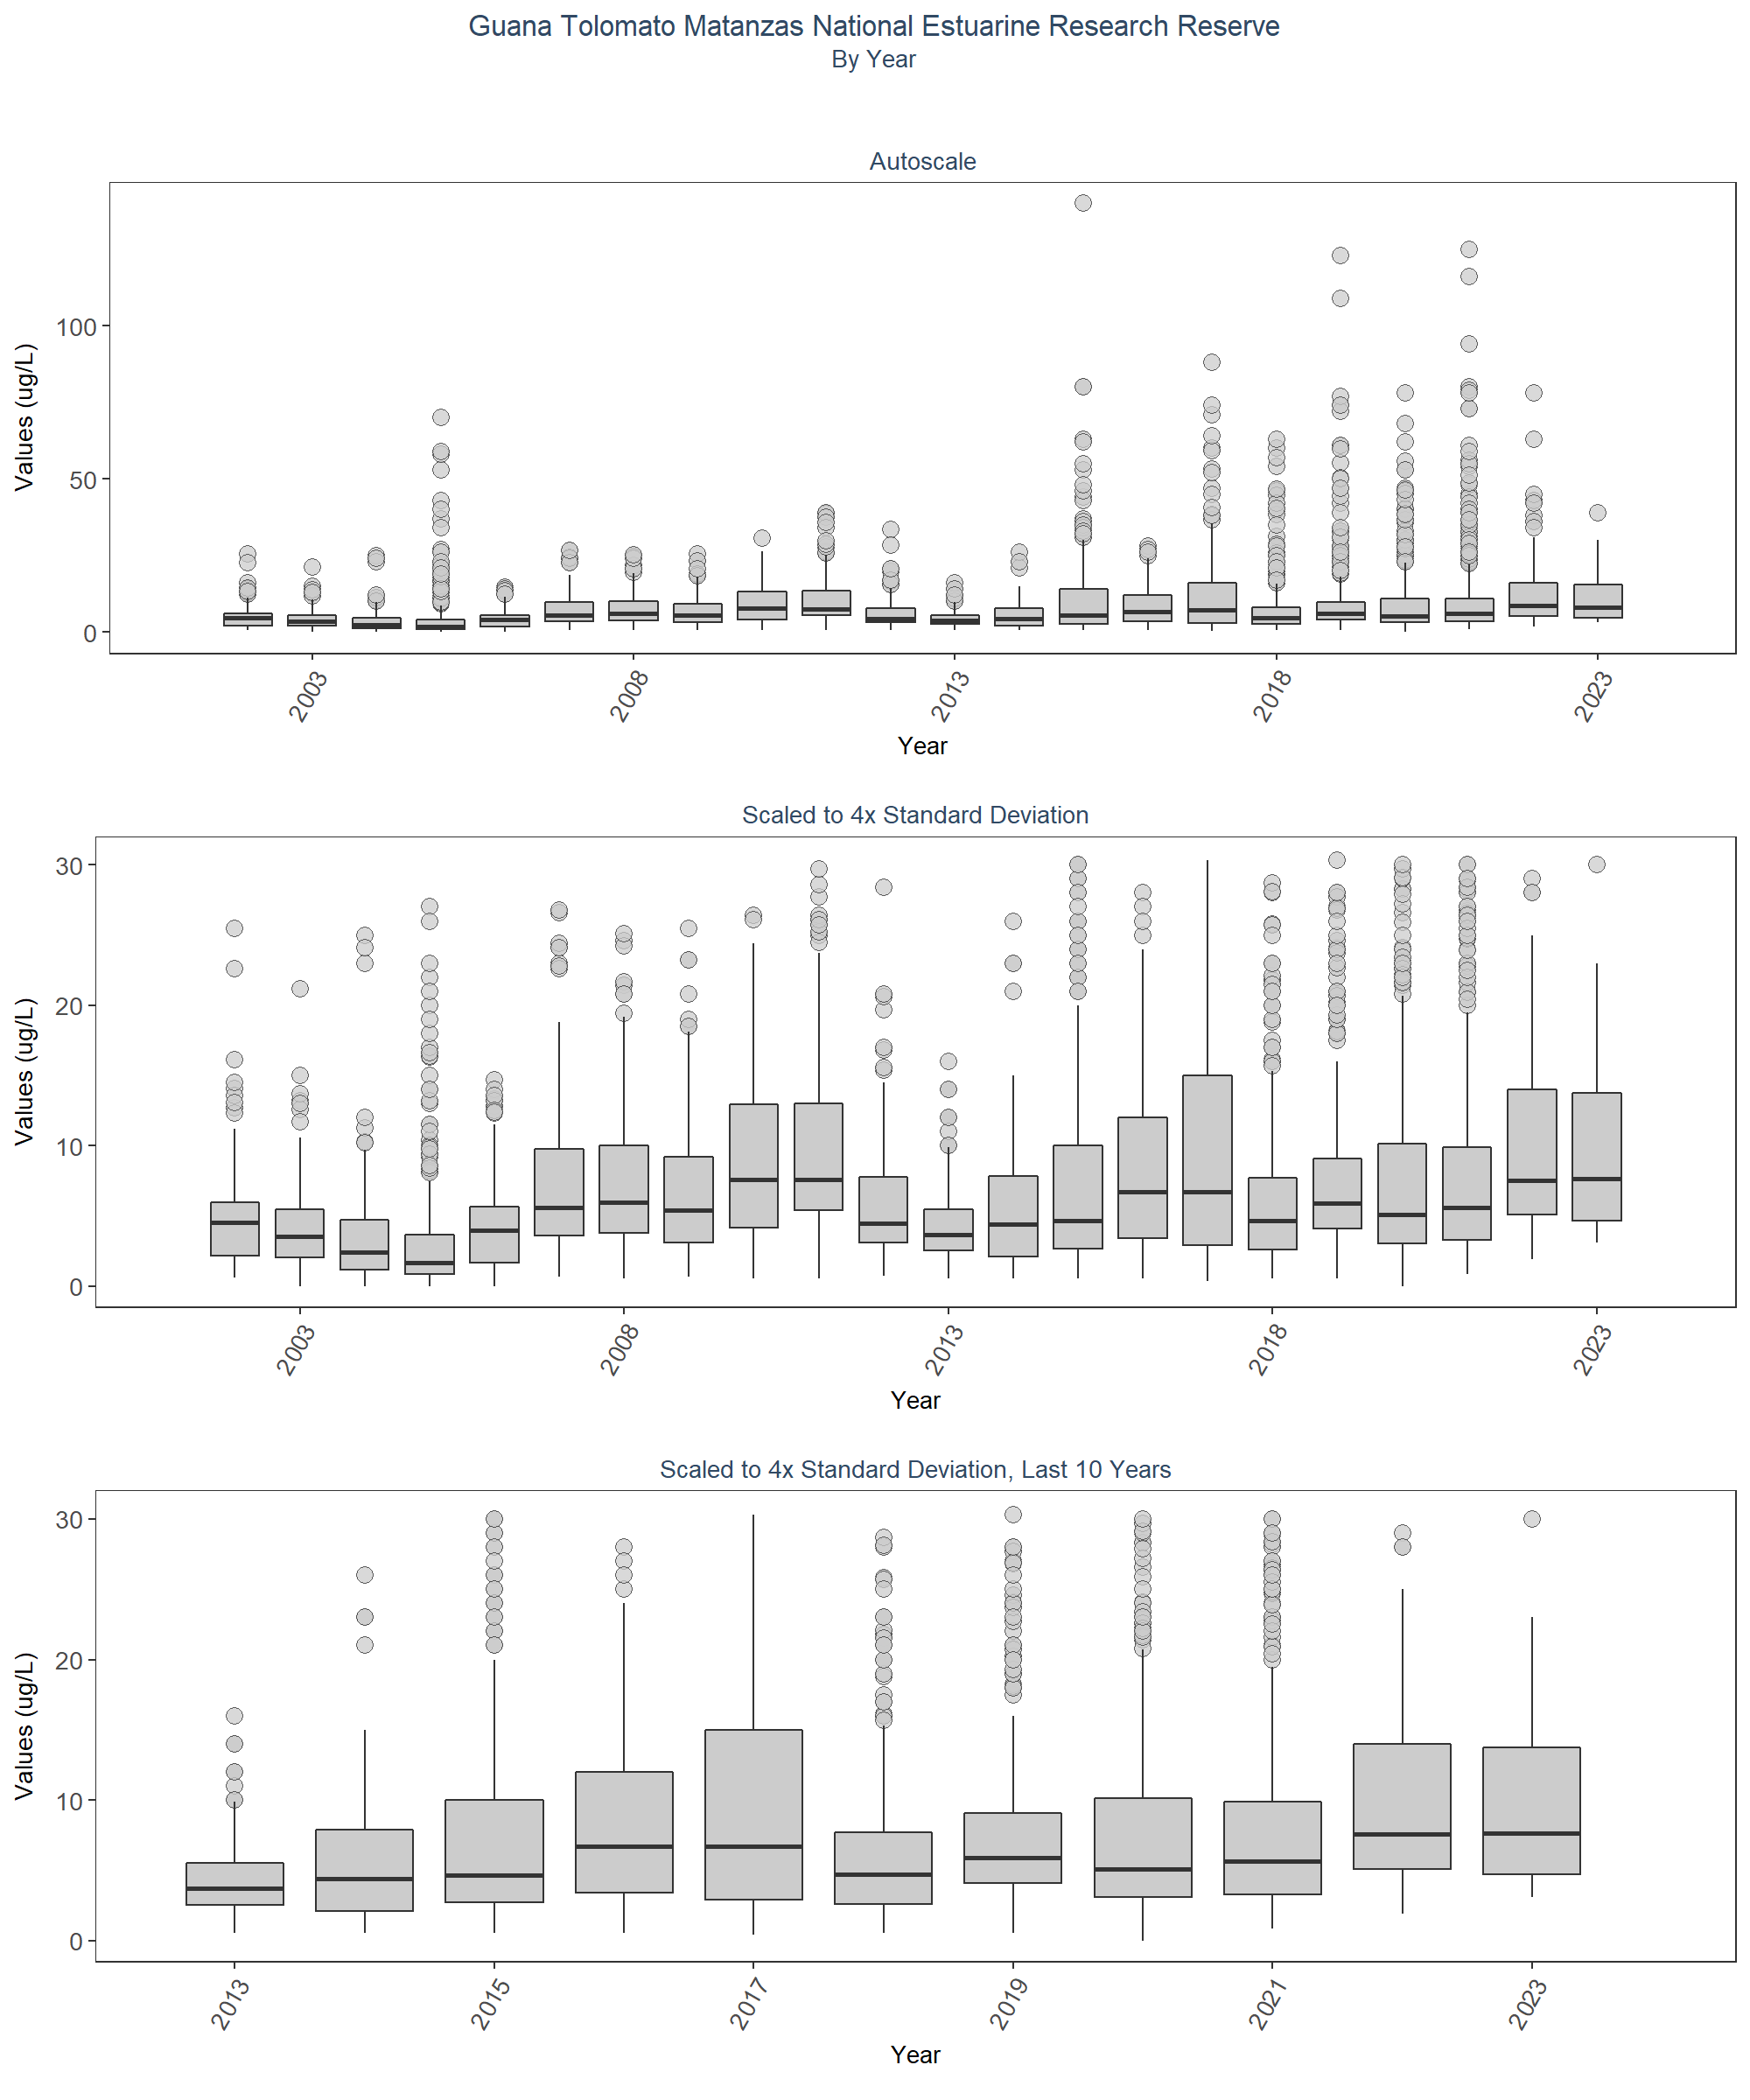 Guana Tolomato Matanzas National Estuarine Research Reserve
By Year
Autoscale
Values (ug/L)
100
50
0
2003
2008
2013
2018
2023
Year
Scaled to 4x Standard Deviation
Values (ug/L)
30
20
10
0
2003
2008
2013
2018
2023
Year
Scaled to 4x Standard Deviation, Last 10 Years
Values (ug/L)
30
20
10
0
2013
2015
2017
2019
2021
2023
Year